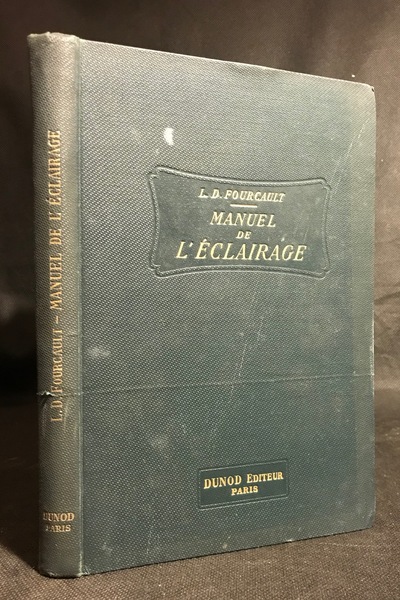 L. D. FOURCAULT
MANUEL
DE
L'ÉCLAIRAGE
DUNOD EDITEUR
PARIS
L. D. FOURCAULT — MANUEL DE L'ÉCLAIRAGE
DUNOD
PARIS